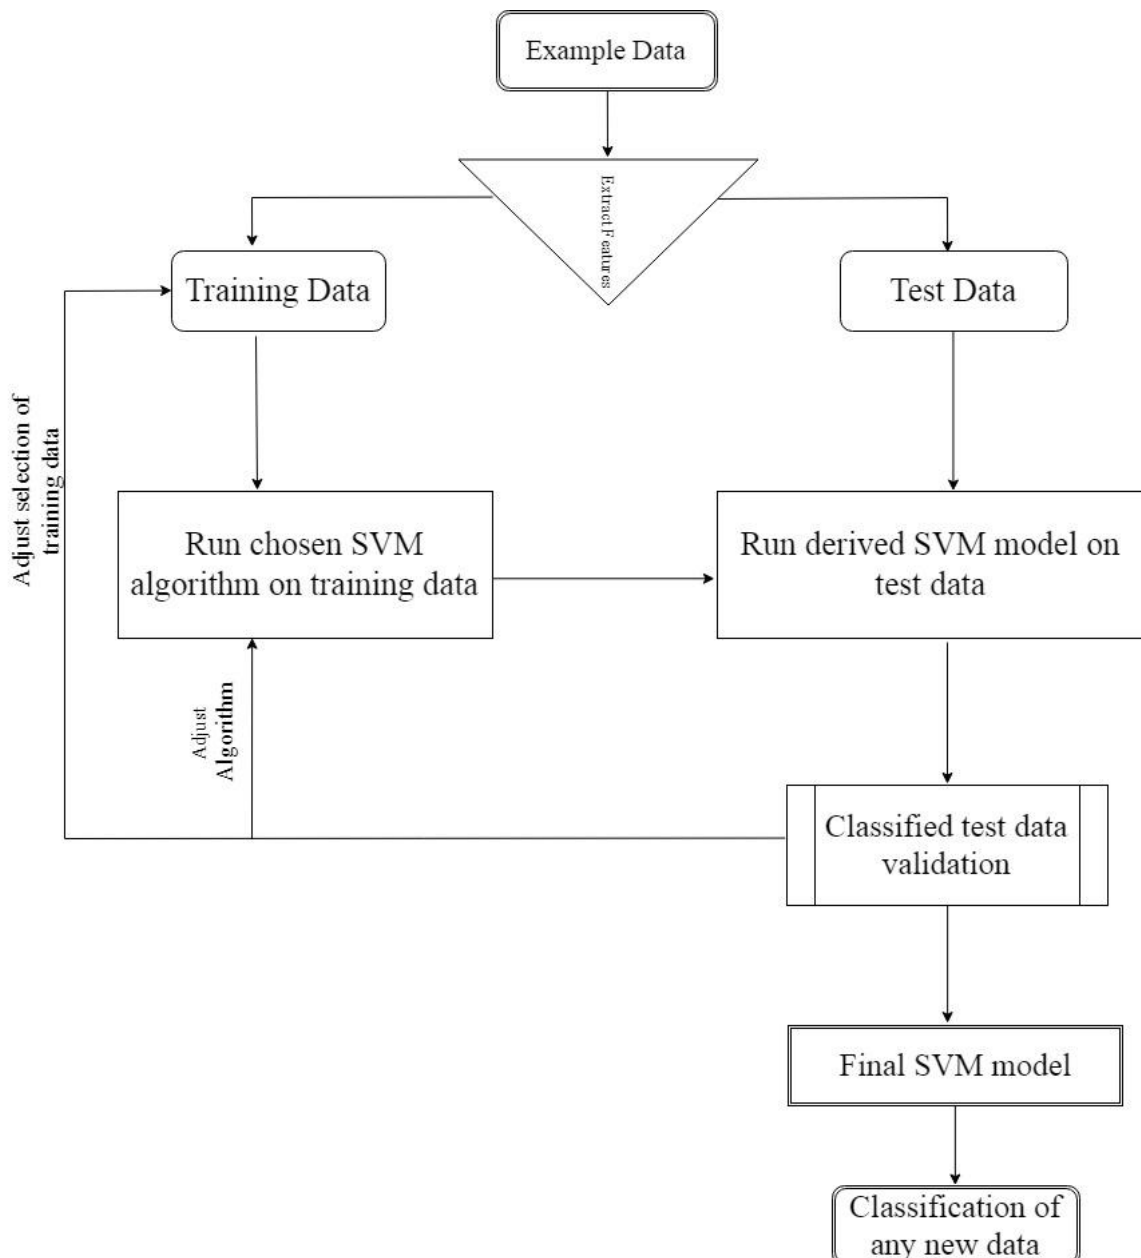 Example Data
Extract Features
Training Data
Test Data
Adjust selection of
training data
Run chosen SVM
algorithm on training data
Run derived SVM model on
test data
Adjust
Algorithm
Classified test data
validation
Final SVM model
Classification of
any new data